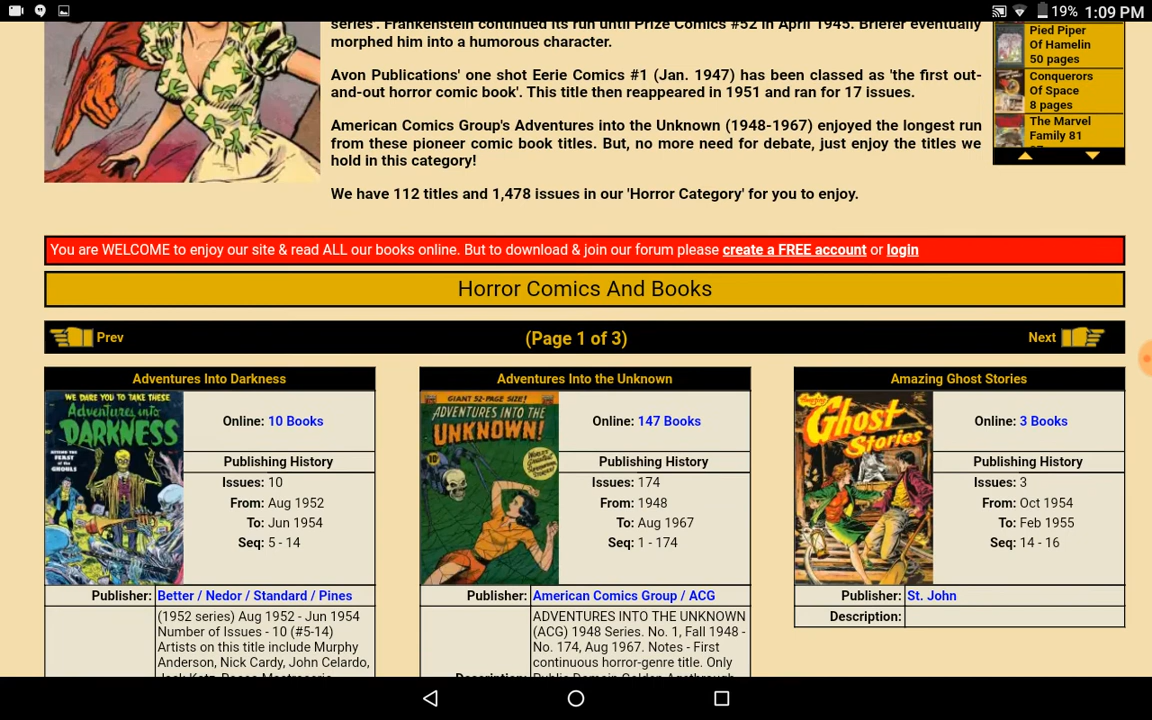 19% 1:09 PM
series'. Frankenstein continued its run until Prize Comics #52 in April 1945. Briefer eventually
morphed him into a humorous character.
Avon Publications' one shot Eerie Comics #1 (Jan. 1947) has been classed as 'the first out-
and-out horror comic book'. This title then reappeared in 1951 and ran for 17 issues.
American Comics Group's Adventures into the Unknown (1948-1967) enjoyed the longest run
from these pioneer comic book titles. But, no more need for debate, just enjoy the titles we
hold in this category!
We have 112 titles and 1,478 issues in our 'Horror Category' for you to enjoy.
Pied Piper
Of Hamelin
50 pages
Conquerors
Of Space
8 pages
The Marvel
Family 81
You are WELCOME to enjoy our site & read ALL our books online. But to download & join our forum please create a FREE account or login
Horror Comics And Books
Prev
(Page 1 of 3)
Next
Adventures Into Darkness
WE DARE YOU TO TAKE THESE
Adventures into
DARKNESS
Online: 10 Books
Publishing History
Issues: 10
From: Aug 1952
To: Jun 1954
Seq: 5 - 14
Publisher: Better / Nedor / Standard / Pines
(1952 series) Aug 1952 - Jun 1954
Number of Issues - 10 (#5-14)
Artists on this title include Murphy
Anderson, Nick Cardy, John Celardo,
Adventures Into the Unknown
GIANT 52-PAGE SIZE!
ADVENTURES INTO THE
UNKNOWN!
Online: 147 Books
Publishing History
Issues: 174
From: 1948
To: Aug 1967
Seq: 1 - 174
Publisher: American Comics Group / ACG
ADVENTURES INTO THE UNKNOWN
(ACG) 1948 Series. No. 1, Fall 1948 -
No. 174, Aug 1967. Notes - First
continuous horror-genre title. Only
Amazing Ghost Stories
Amazing
Ghost
Stories
Online: 3 Books
Publishing History
Issues: 3
From: Oct 1954
To: Feb 1955
Seq: 14 - 16
Publisher: St. John
Description: